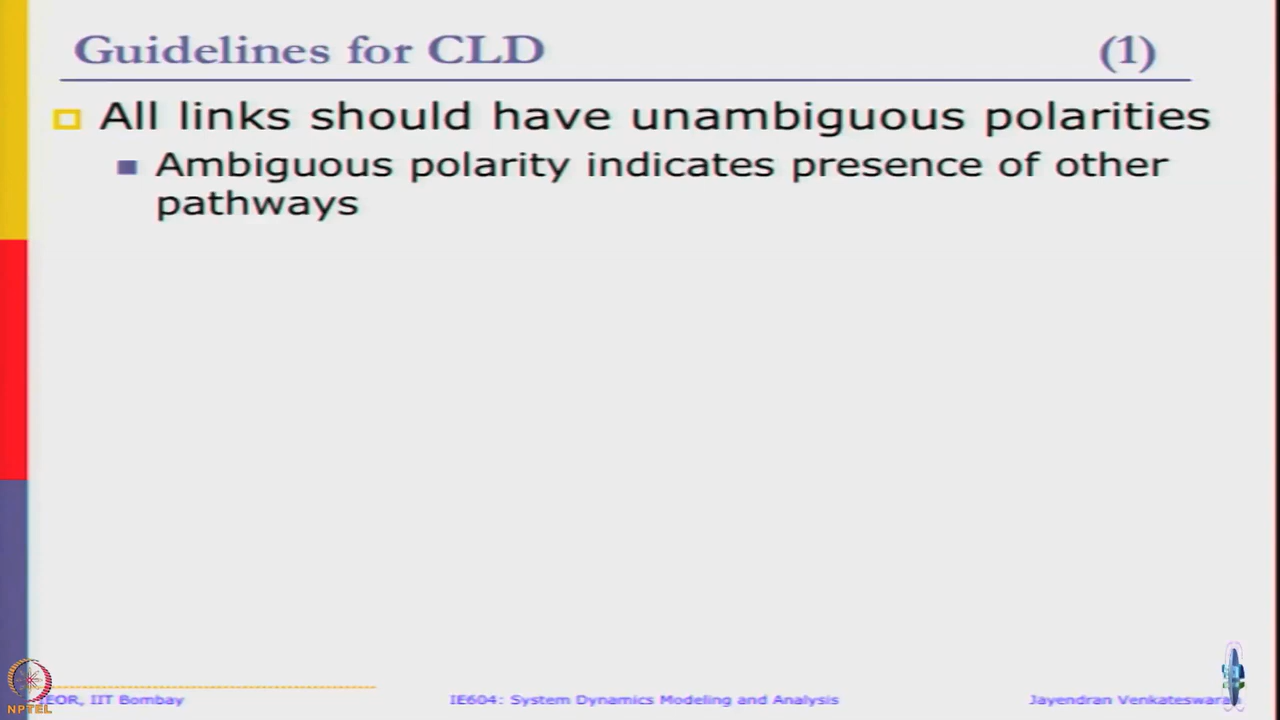 Guidelines for CLD (1)
All links should have unambiguous polarities
Ambiguous polarity indicates presence of other
pathways
IEOR, IIT Bombay IE604: System Dynamics Modeling and Analysis Jayendran Venkateswaran
NPTEL